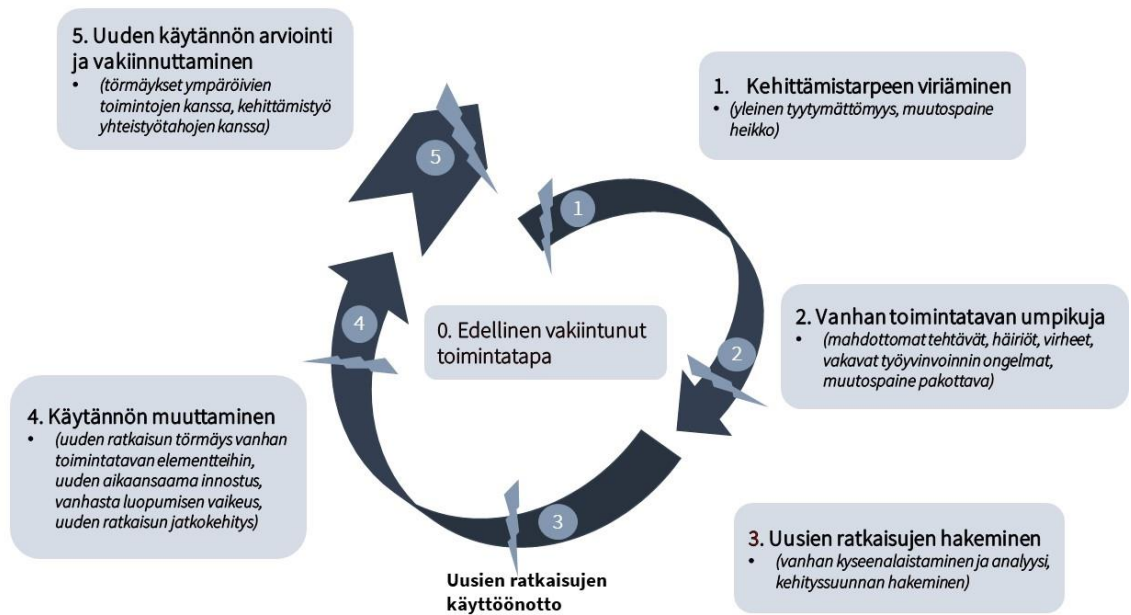 5. Uuden käytännön arviointi
ja vakiinnuttaminen
• (törmäykset ympäröivien
toimintojen kanssa, kehittämistyö
yhteistyötahojen kanssa)
1. Kehittämistarpeen viriäminen
• (yleinen tyytymättömyys, muutospaine
heikko)
5
1
0. Edellinen vakiintunut
toimintatapa
2. Vanhan toimintatavan umpikuja
• (mahdottomat tehtävät, häiriöt, virheet,
vakavat työyvinvoinnin ongelmat,
muutospaine pakottava)
4
2
4. Käytännön muuttaminen
• (uuden ratkaisun törmäys vanhan
toimintatavan elementteihin,
uuden aikaansaama innostus,
vanhasta luopumisen vaikeus,
uuden ratkaisun jatkokehitys)
3
3. Uusien ratkaisujen hakeminen
• (vanhan kyseenalaistaminen ja analyysi,
kehityssuunnan hakeminen)
Uusien ratkaisujen
käyttöönotto